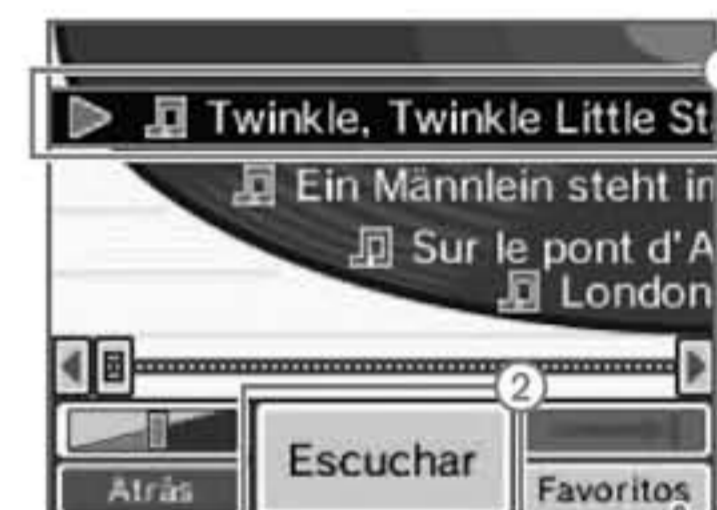 Twinkle, Twinkle Little St
Ein Männlein steht in
Sur le pont d'A
London
2
Escuchar
Atrás
Favoritos